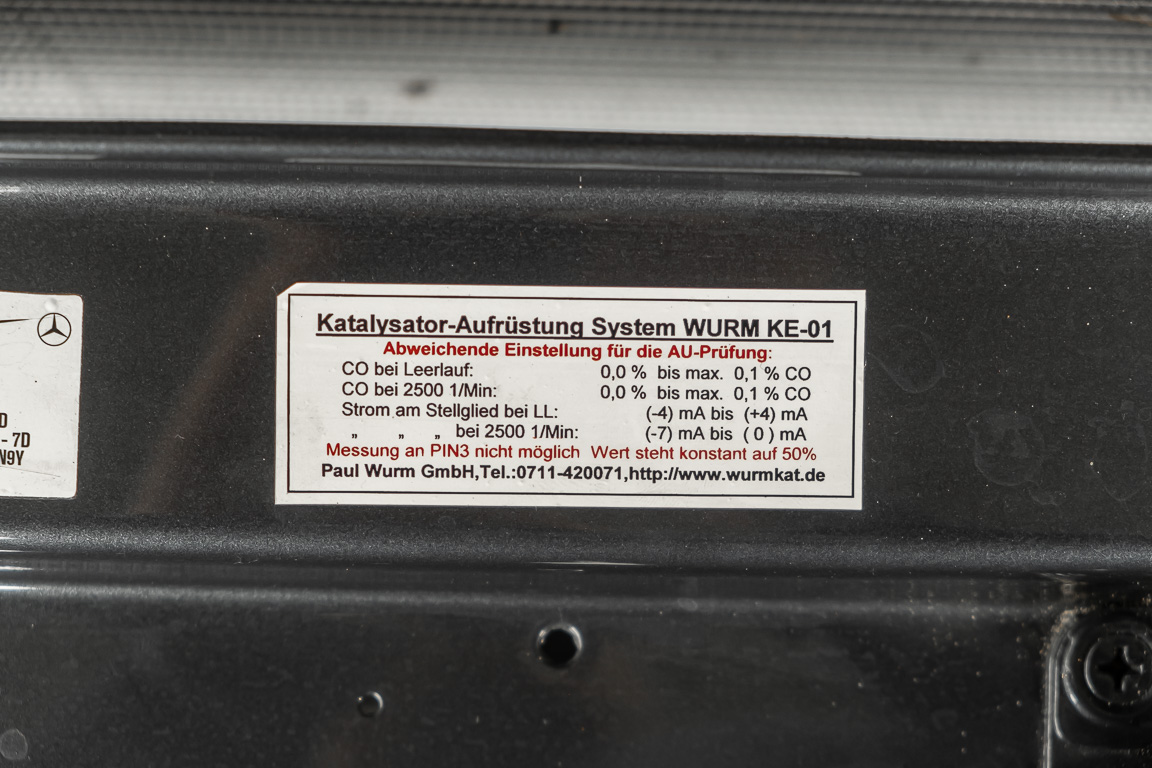 D
- 7D
N9Y
Katalysator-Aufrüstung System WURM KE-01
Abweichende Einstellung für die AU-Prüfung:
CO bei Leerlauf: 0,0 % bis max. 0,1 % CO
CO bei 2500 1/Min: 0,0 % bis max. 0,1 % CO
Strom am Stellglied bei LL: (-4) mA bis (+4) mA
„ „ „ bei 2500 1/Min: (-7) mA bis ( 0 ) mA
Messung an PIN3 nicht möglich Wert steht konstant auf 50%
Paul Wurm GmbH,Tel.:0711-420071,http://www.wurmkat.de